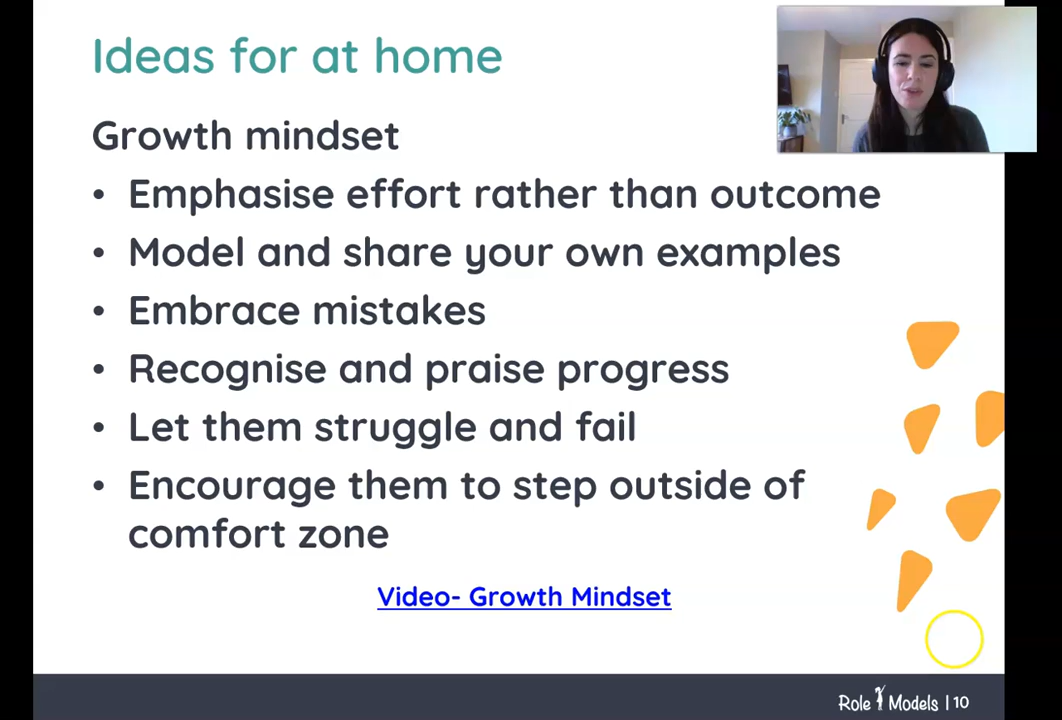 Ideas for at home
Growth mindset
• Emphasise effort rather than outcome
• Model and share your own examples
• Embrace mistakes
• Recognise and praise progress
• Let them struggle and fail
• Encourage them to step outside of
comfort zone
Video- Growth Mindset
Role Models | 10